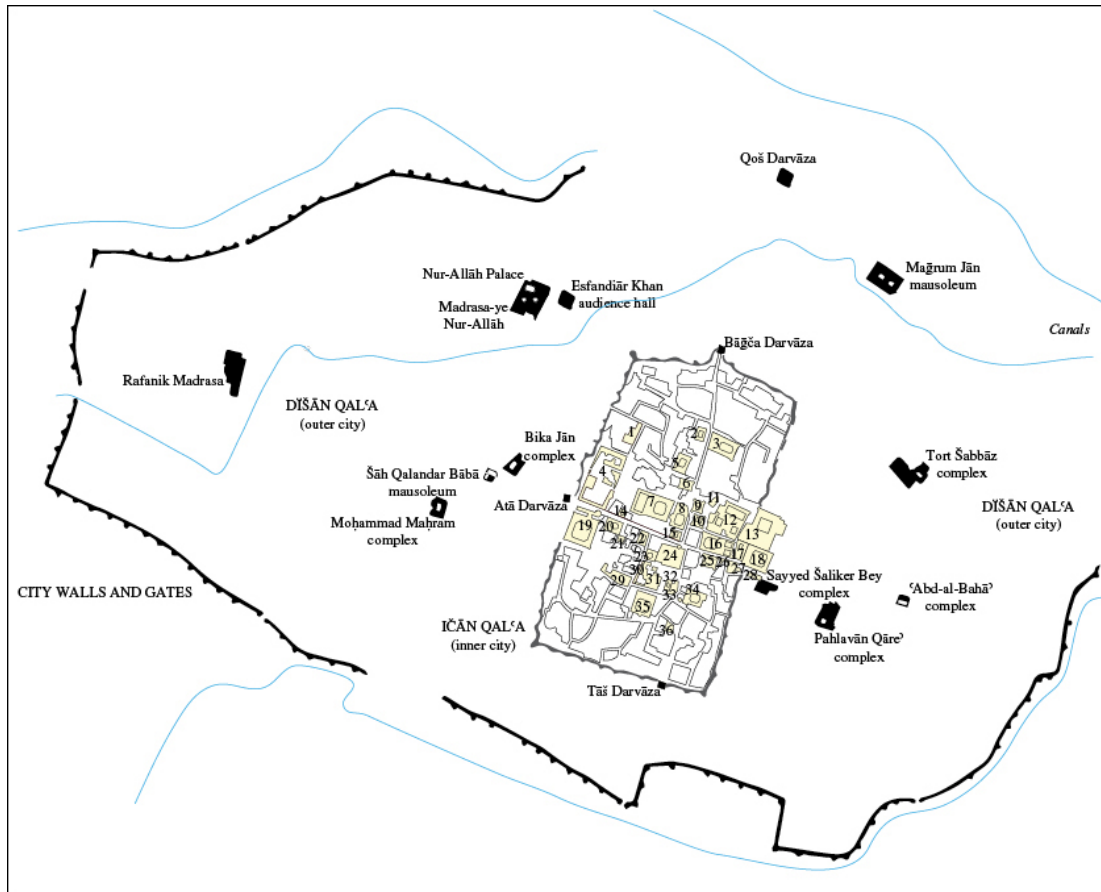 Qoš Darvāza
Nur-Allāh Palace
Esfandiār Khan
audience hall
Madrasa-ye
Nur-Allāh
Mağrum Jān
mausoleum
Canals
Bāğča Darvāza
Rafanik Madrasa
DÏŠĀN QALʿA
(outer city)
1
2
3
Bika Jān
complex
4
5
6
Tort Šabbāz
complex
Šāh Qalandar Bābā
mausoleum
Atā Darvāza
Moḥammad Maḥram
complex
7
8
9
10
11
12
13
DÏŠĀN QALʿA
(outer city)
14
15
16
17
18
19
20
21
22
23
24
25
26
27
28
CITY WALLS AND GATES
29
30
31
32
33
34
35
36
Sayyed Šaliker Bey
complex
ʿAbd-al-Bahāʾ
complex
Pahlavān Qāreʾ
complex
IČĀN QALʿA
(inner city)
Tāš Darvāza